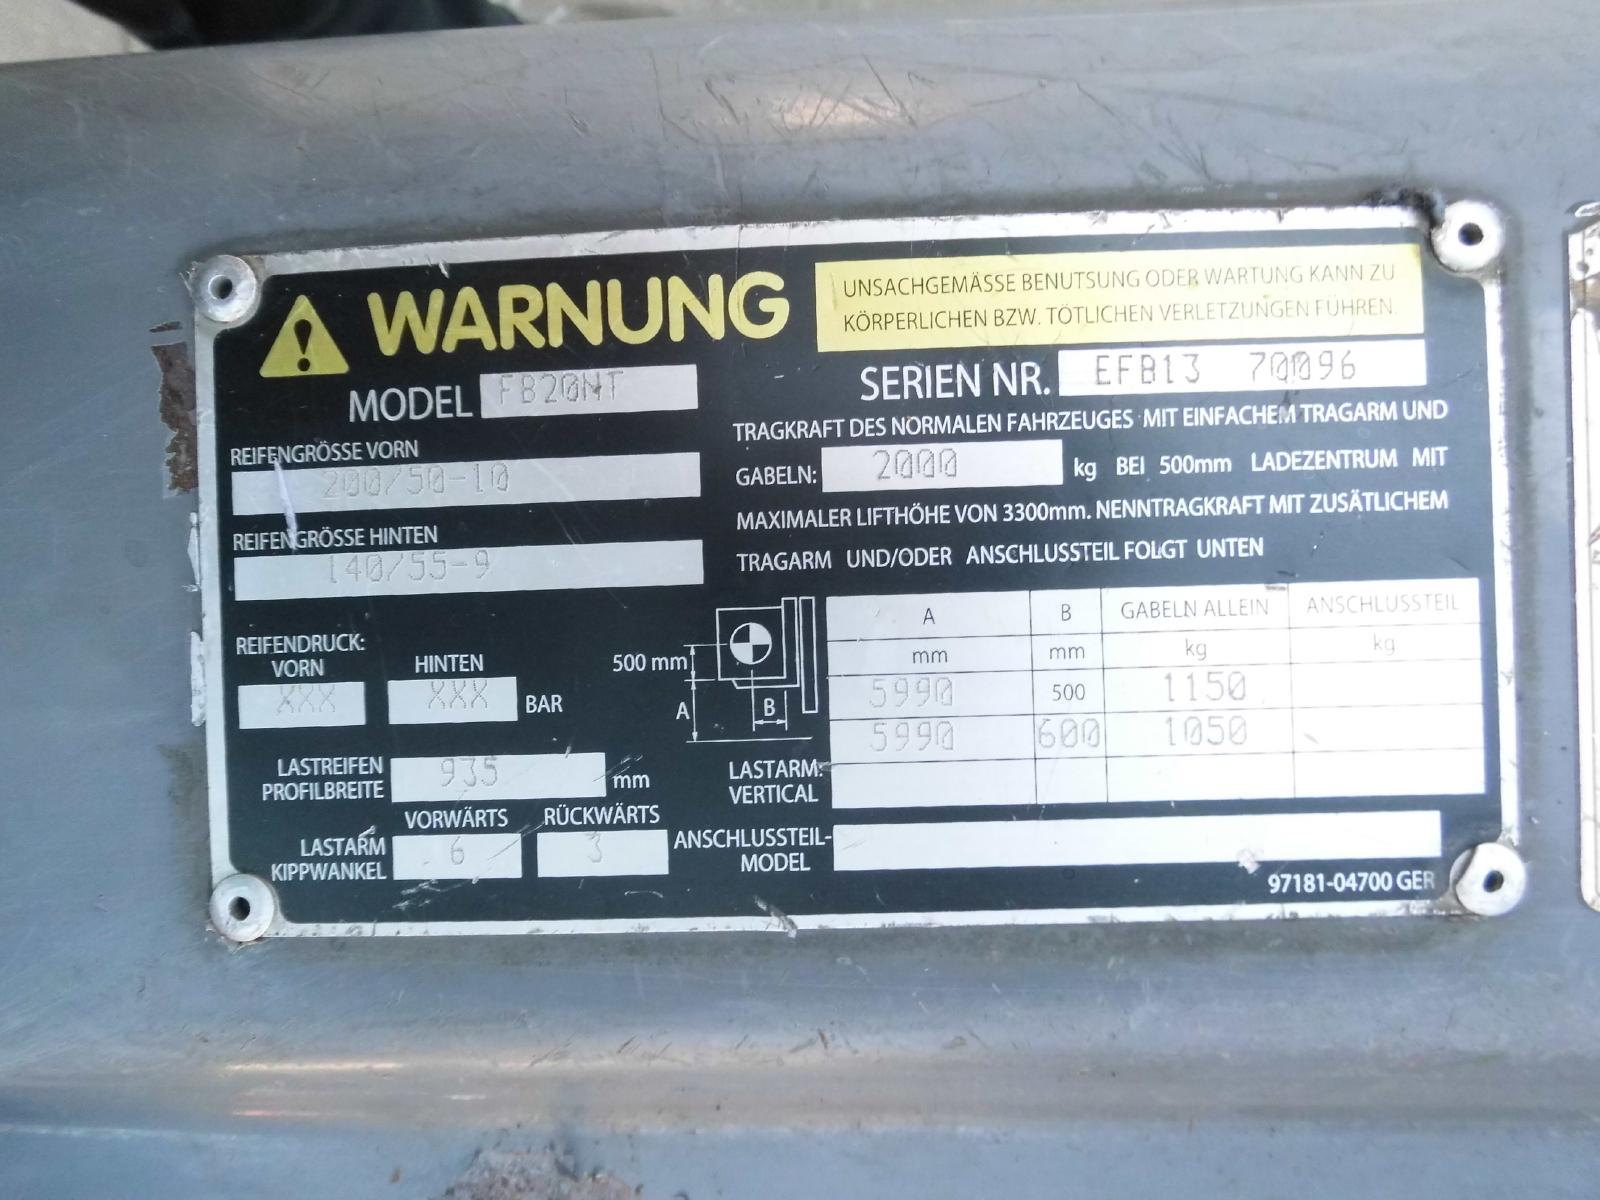 WARNUNG
UNSACHGEMÄSSE BENUTSUNG ODER WARTUNG KANN ZU
KÖRPERLICHEN BZW. TÖTLICHEN VERLETZUNGEN FÜHREN.
MODEL FB20NT
SERIEN NR. EFB13 70096
REIFENGRÖSSE VORN
200/50-10
REIFENGRÖSSE HINTEN
140/55-9
TRAGKRAFT DES NORMALEN FAHRZEUGES MIT EINFACHEM TRAGARM UND
GABELN: 2000 kg BEI 500mm LADEZENTRUM MIT
MAXIMALER LIFTHÖHE VON 3300mm. NENNTRAGKRAFT MIT ZUSÄTLICHEM
TRAGARM UND/ODER ANSCHLUSSTEIL FOLGT UNTEN
REIFENDRUCK:
VORN HINTEN
XXX XXX BAR
LASTREIFEN
PROFILBREITE 935 mm
VORWÄRTS RÜCKWÄRTS
LASTARM
KIPPWANKEL 6 3
500 mm
A
B
A B GABELN ALLEIN ANSCHLUSSTEIL
mm mm kg kg
5990 500 1150
5990 600 1050
LASTARM:
VERTICAL
ANSCHLUSSTEIL-
MODEL
97181-04700 GER